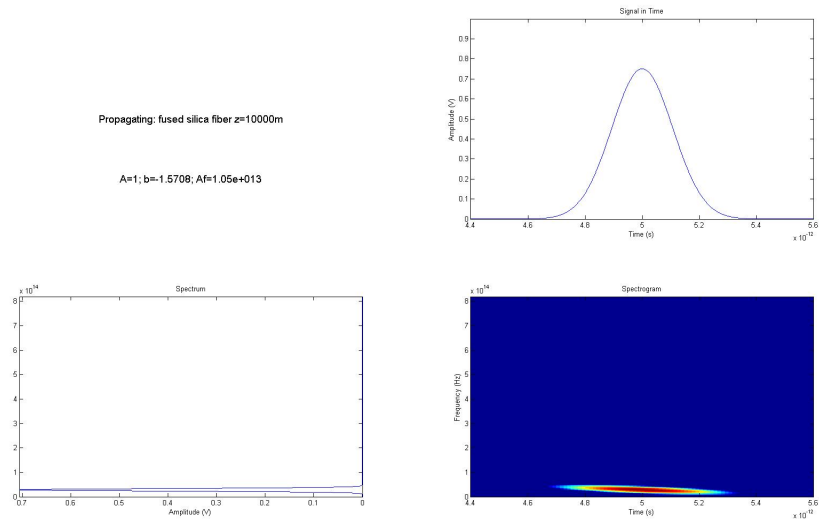 Propagating: fused silica fiber z=10000m
A=1; b=-1.5708; Af=1.05e+013
Signal in Time
0.9
0.8
0.7
0.6
0.5
0.4
0.3
0.2
0.1
0
Amplitude (V)
4.4 4.6 4.8 5 5.2 5.4 5.6
Time (s)
x 10^-12
Spectrum
x 10^14
8
7
6
5
4
3
2
1
0
0.7 0.6 0.5 0.4 0.3 0.2 0.1 0
Amplitude (V)
Spectrogram
x 10^14
8
7
6
5
4
3
2
1
0
Frequency (Hz)
4.4 4.6 4.8 5 5.2 5.4 5.6
Time (s)
x 10^-12